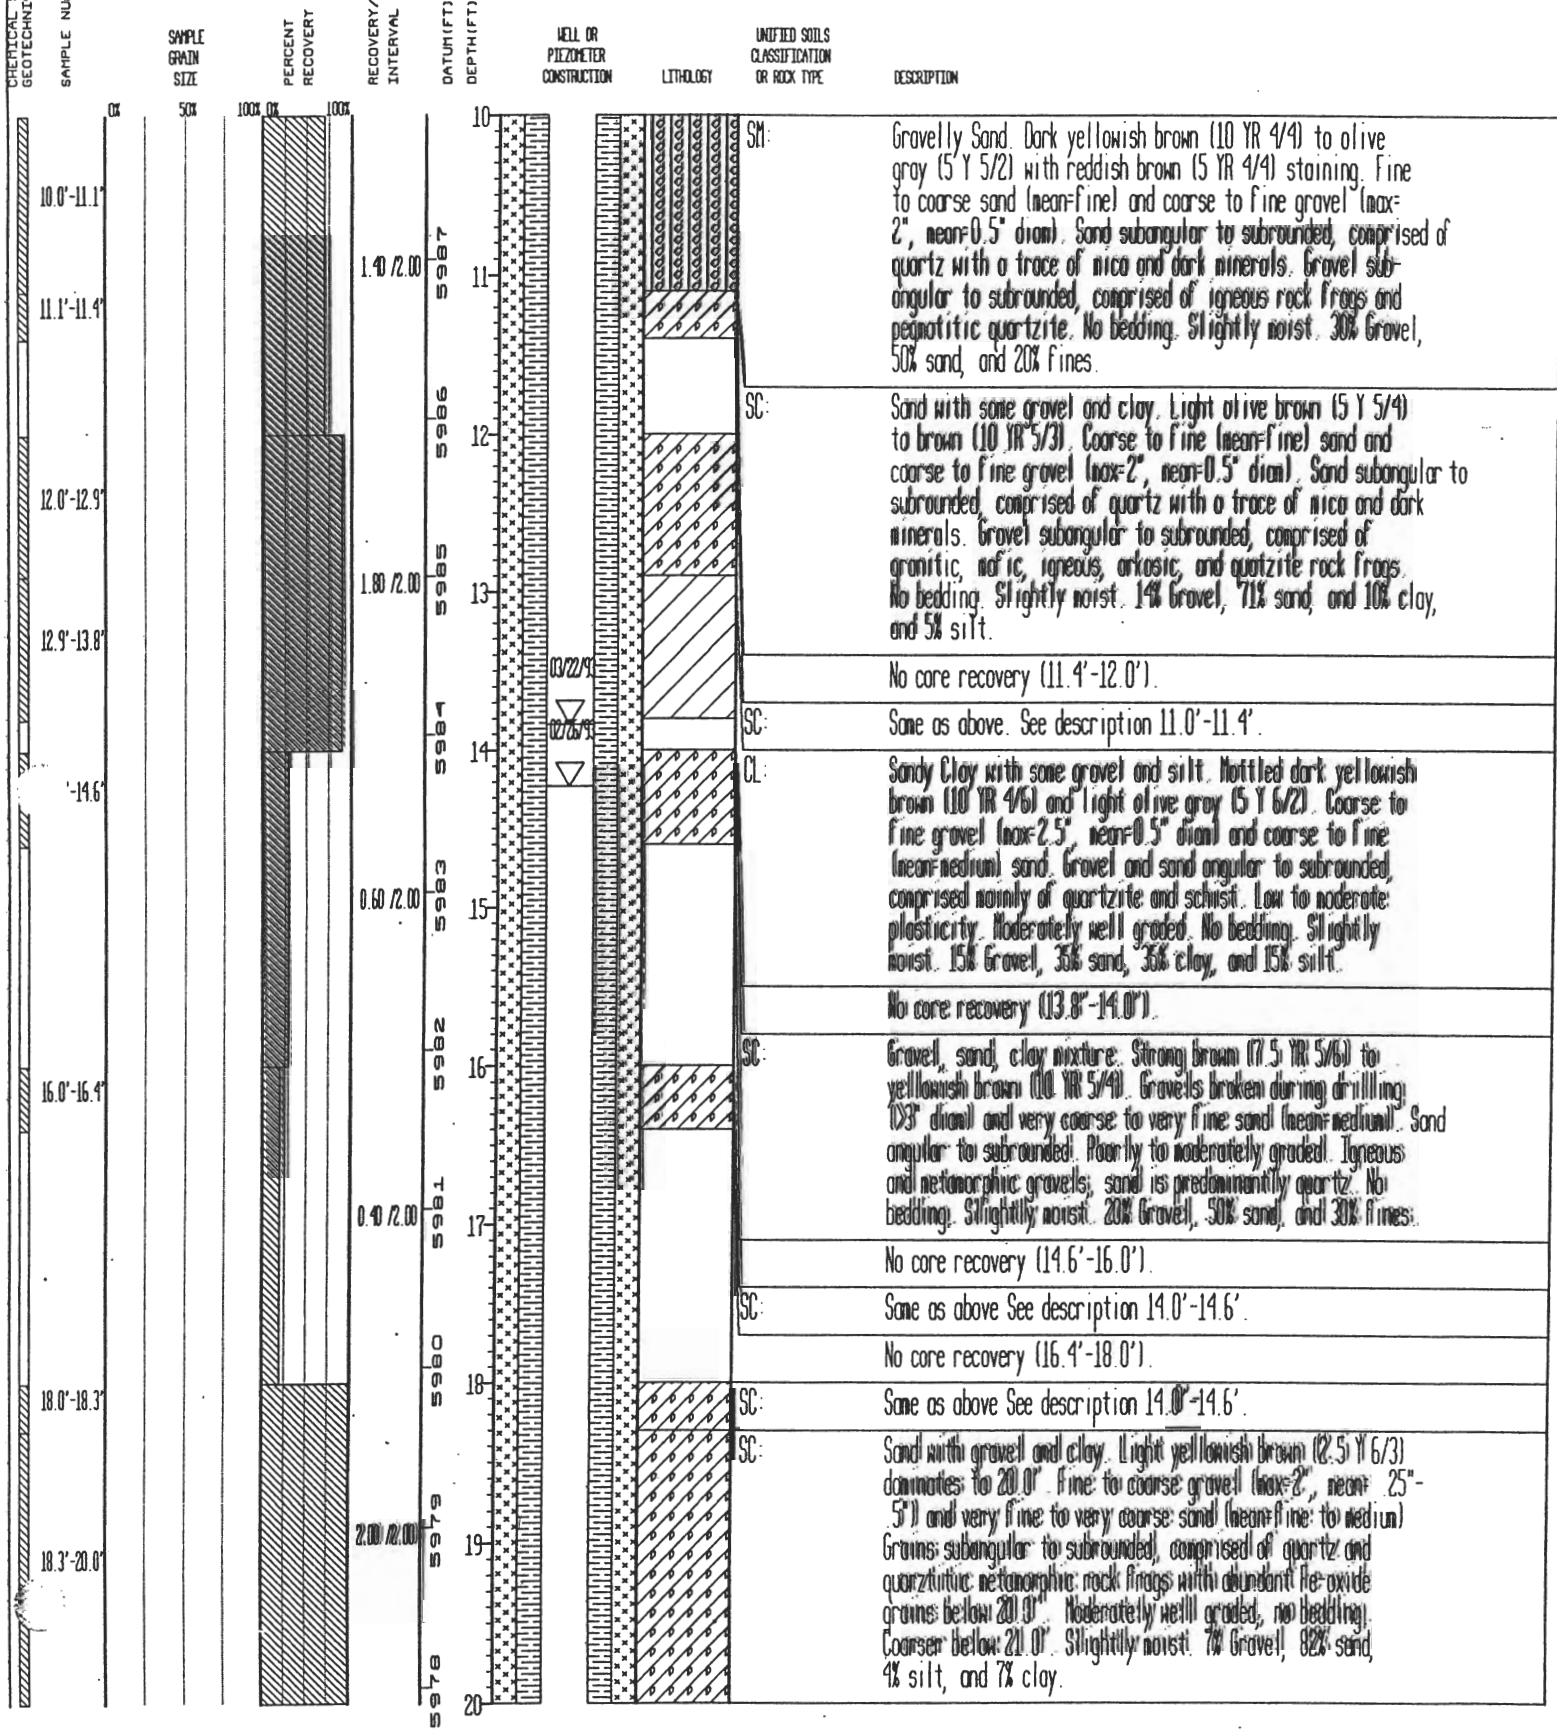 CHEMICAL
GEOTECHNI
SAMPLE NU
SAMPLE
GRAIN
SIZE
PERCENT
RECOVERY
RECOVERY/
INTERVAL
DATUM(FT)
DEPTH(FT)
WELL OR
PIEZOMETER
CONSTRUCTION
LITHOLOGY
UNIFIED SOILS
CLASSIFICATION
OR ROCK TYPE
DESCRIPTION
0% 50% 100% 0% 100%
10
11
12
13
14
15
16
17
18
19
20
5987
5986
5985
5984
5983
5982
5981
5980
5979
5978
10.0'-11.1'
11.1'-11.4'
12.0'-12.9'
12.9'-13.8'
'-14.6'
16.0'-16.4'
18.0'-18.3'
18.3'-20.0'
1.40 /2.00
1.80 /2.00
0.60 /2.00
0.40 /2.00
2.00 /2.00
03/22/93
02/26/93
SM: Gravelly Sand. Dark yellowish brown (10 YR 4/4) to olive
gray (5 Y 5/2) with reddish brown (5 YR 4/4) staining. Fine
to coarse sand (mean=fine) and coarse to fine gravel (max=
2", mean=0.5" diam). Sand subangular to subrounded, comprised of
quartz with a trace of mica and dark minerals. Gravel sub-
angular to subrounded, comprised of igneous rock frags and
pegmatitic quartzite. No bedding. Slightly moist. 30% Gravel,
50% sand, and 20% fines.
SC: Sand with some gravel and clay. Light olive brown (5 Y 5/4)
to brown (10 YR 5/3). Coarse to fine (mean=fine) sand and
coarse to fine gravel (max=2", mean=0.5" diam). Sand subangular to
subrounded, comprised of quartz with a trace of mica and dark
minerals. Gravel subangular to subrounded, comprised of
granitic, mafic, igneous, arkosic, and quatzite rock frags.
No bedding. Slightly moist. 14% Gravel, 71% sand, and 10% clay,
and 5% silt.
No core recovery (11.4'-12.0').
SC: Same as above. See description 11.0'-11.4'.
CL: Sandy Clay with some gravel and silt. Mottled dark yellowish
brown (10 YR 4/6) and light olive gray (5 Y 6/2). Coarse to
fine gravel (max=2.5", mean=0.5" diam) and coarse to fine
(mean=medium) sand. Gravel and sand angular to subrounded,
comprised mainly of quartzite and schist. Low to moderate
plasticity. Moderately well graded. No bedding. Slightly
moist. 15% Gravel, 35% sand, 35% clay, and 15% silt.
No core recovery (13.8'-14.0').
SC: Gravel, sand, clay mixture. Strong brown (7.5 YR 5/6) to
yellowish brown (10 YR 5/4). Gravels broken during drilling
(>3" diam) and very coarse to very fine sand (mean=medium). Sand
angular to subrounded. Poorly to moderately graded. Igneous
and metamorphic gravels; sand is predominantly quartz. No
bedding. Slightly moist. 20% Gravel, 50% sand, and 30% fines.
No core recovery (14.6'-16.0').
SC: Same as above See description 14.0'-14.6'.
No core recovery (16.4'-18.0').
SC: Same as above See description 14.0'-14.6'.
SC: Sand with gravel and clay. Light yellowish brown (2.5 Y 6/3)
dominates to 20.0'. Fine to coarse gravel (max=2", mean= .25"-
.5") and very fine to very coarse sand (mean=fine to medium)
Grains subangular to subrounded, comprised of quartz and
quarztitic metamorphic rock frags with abundant Fe-oxide
grains below 20.0'. Moderately well graded, no bedding.
Coarser below 21.0'. Slightly moist. 7% Gravel, 82% sand,
4% silt, and 7% clay.